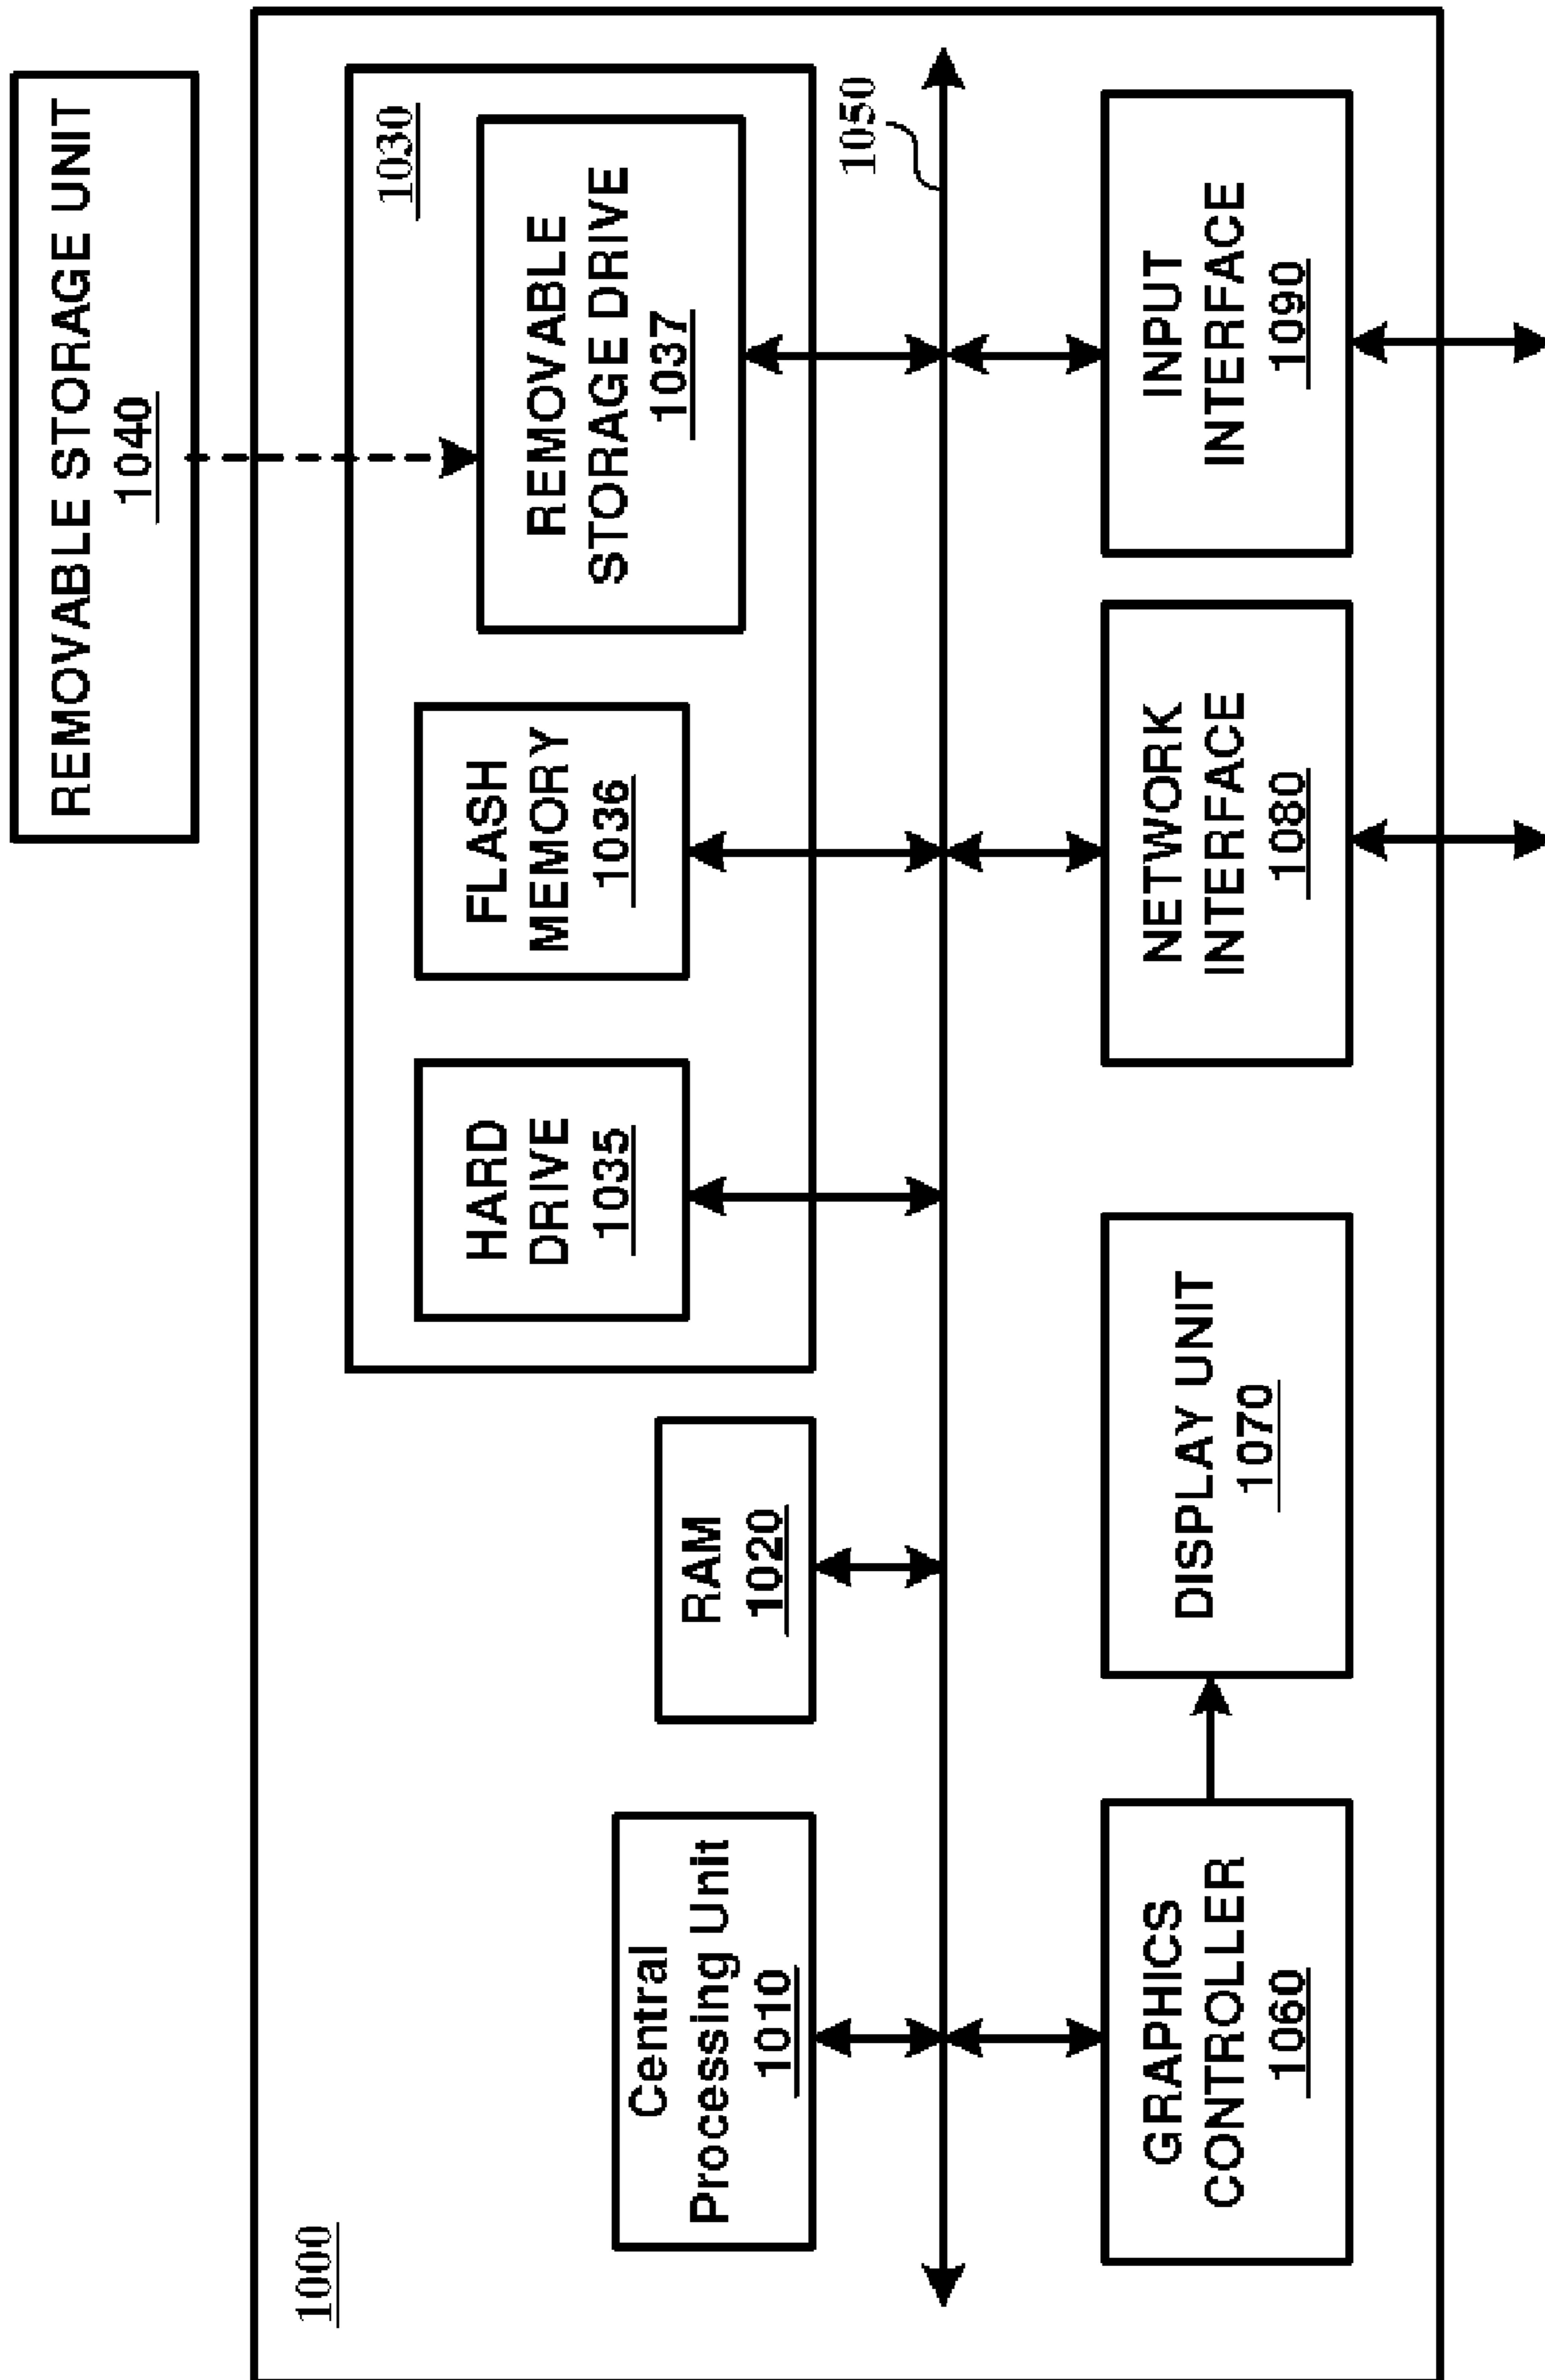 REMOVABLE STORAGE UNIT
1040
1000
1030
HARD
DRIVE
1035
FLASH
MEMORY
1036
REMOVABLE
STORAGE DRIVE
1037
Central
Processing Unit
1010
RAM
1020
1050
GRAPHICS
CONTROLLER
1060
DISPLAY UNIT
1070
NETWORK
INTERFACE
1080
INPUT
INTERFACE
1090